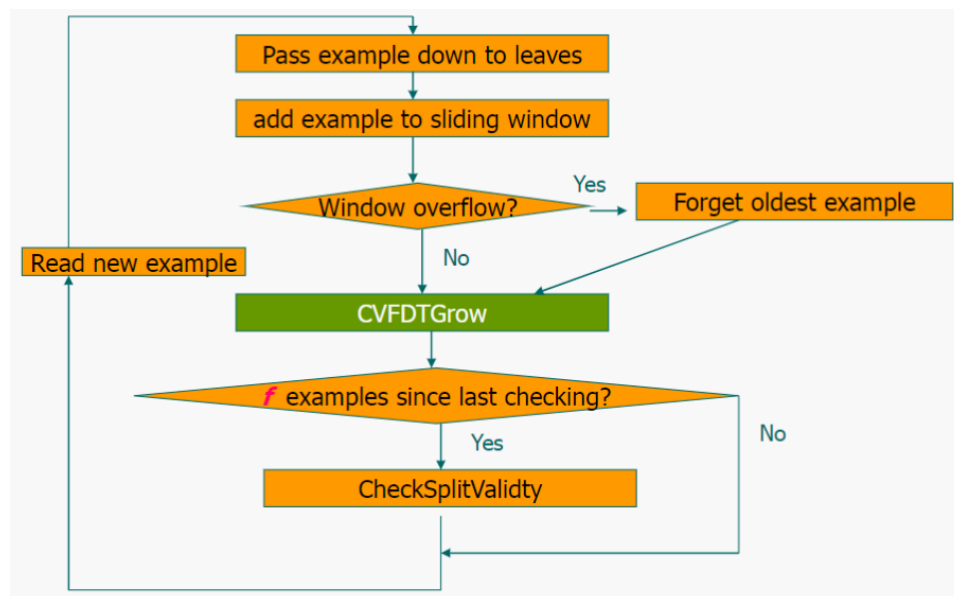 Pass example down to leaves
add example to sliding window
Window overflow?
Yes
Forget oldest example
No
Read new example
CVFDTGrow
f examples since last checking?
Yes
No
CheckSplitValidty